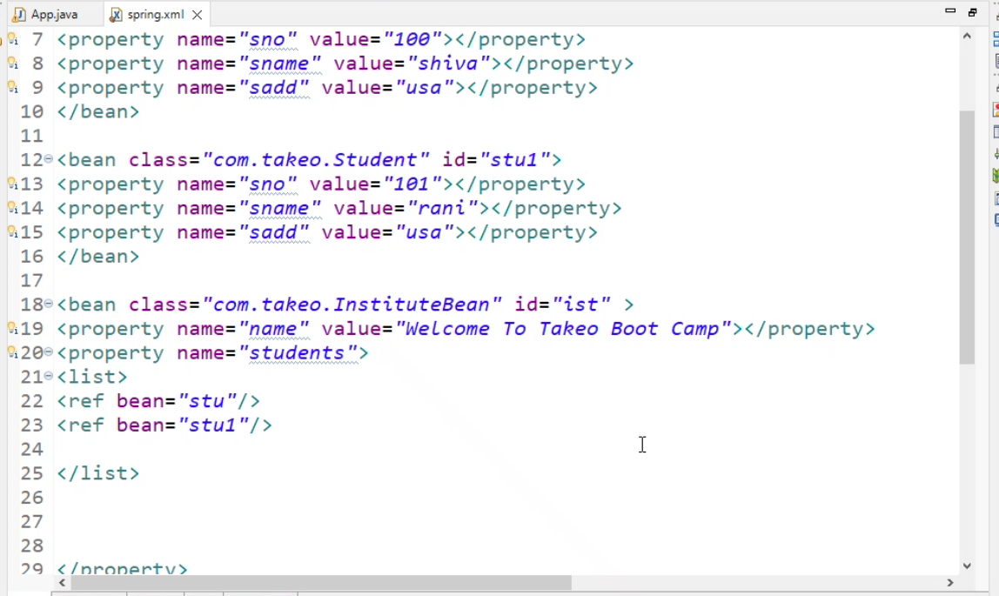 App.java spring.xml
7 <property name="sno" value="100"></property>
8 <property name="sname" value="shiva"></property>
9 <property name="sadd" value="usa"></property>
10 </bean>
11
12 <bean class="com.takeo.Student" id="stu1">
13 <property name="sno" value="101"></property>
14 <property name="sname" value="rani"></property>
15 <property name="sadd" value="usa"></property>
16 </bean>
17
18 <bean class="com.takeo.InstituteBean" id="ist" >
19 <property name="name" value="Welcome To Takeo Boot Camp"></property>
20 <property name="students">
21 <list>
22 <ref bean="stu"/>
23 <ref bean="stu1"/>
24
25 </list>
26
27
28
29 </property>